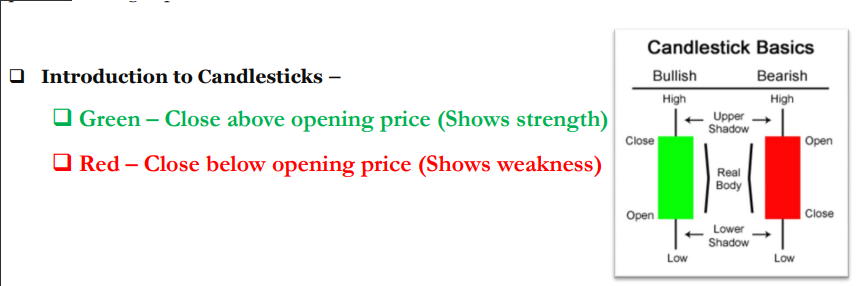 Introduction to Candlesticks –
Green – Close above opening price (Shows strength)
Red – Close below opening price (Shows weakness)
Candlestick Basics
Bullish Bearish
High High
Upper
Shadow
Close Open
Real
Body
Open Close
Lower
Shadow
Low Low